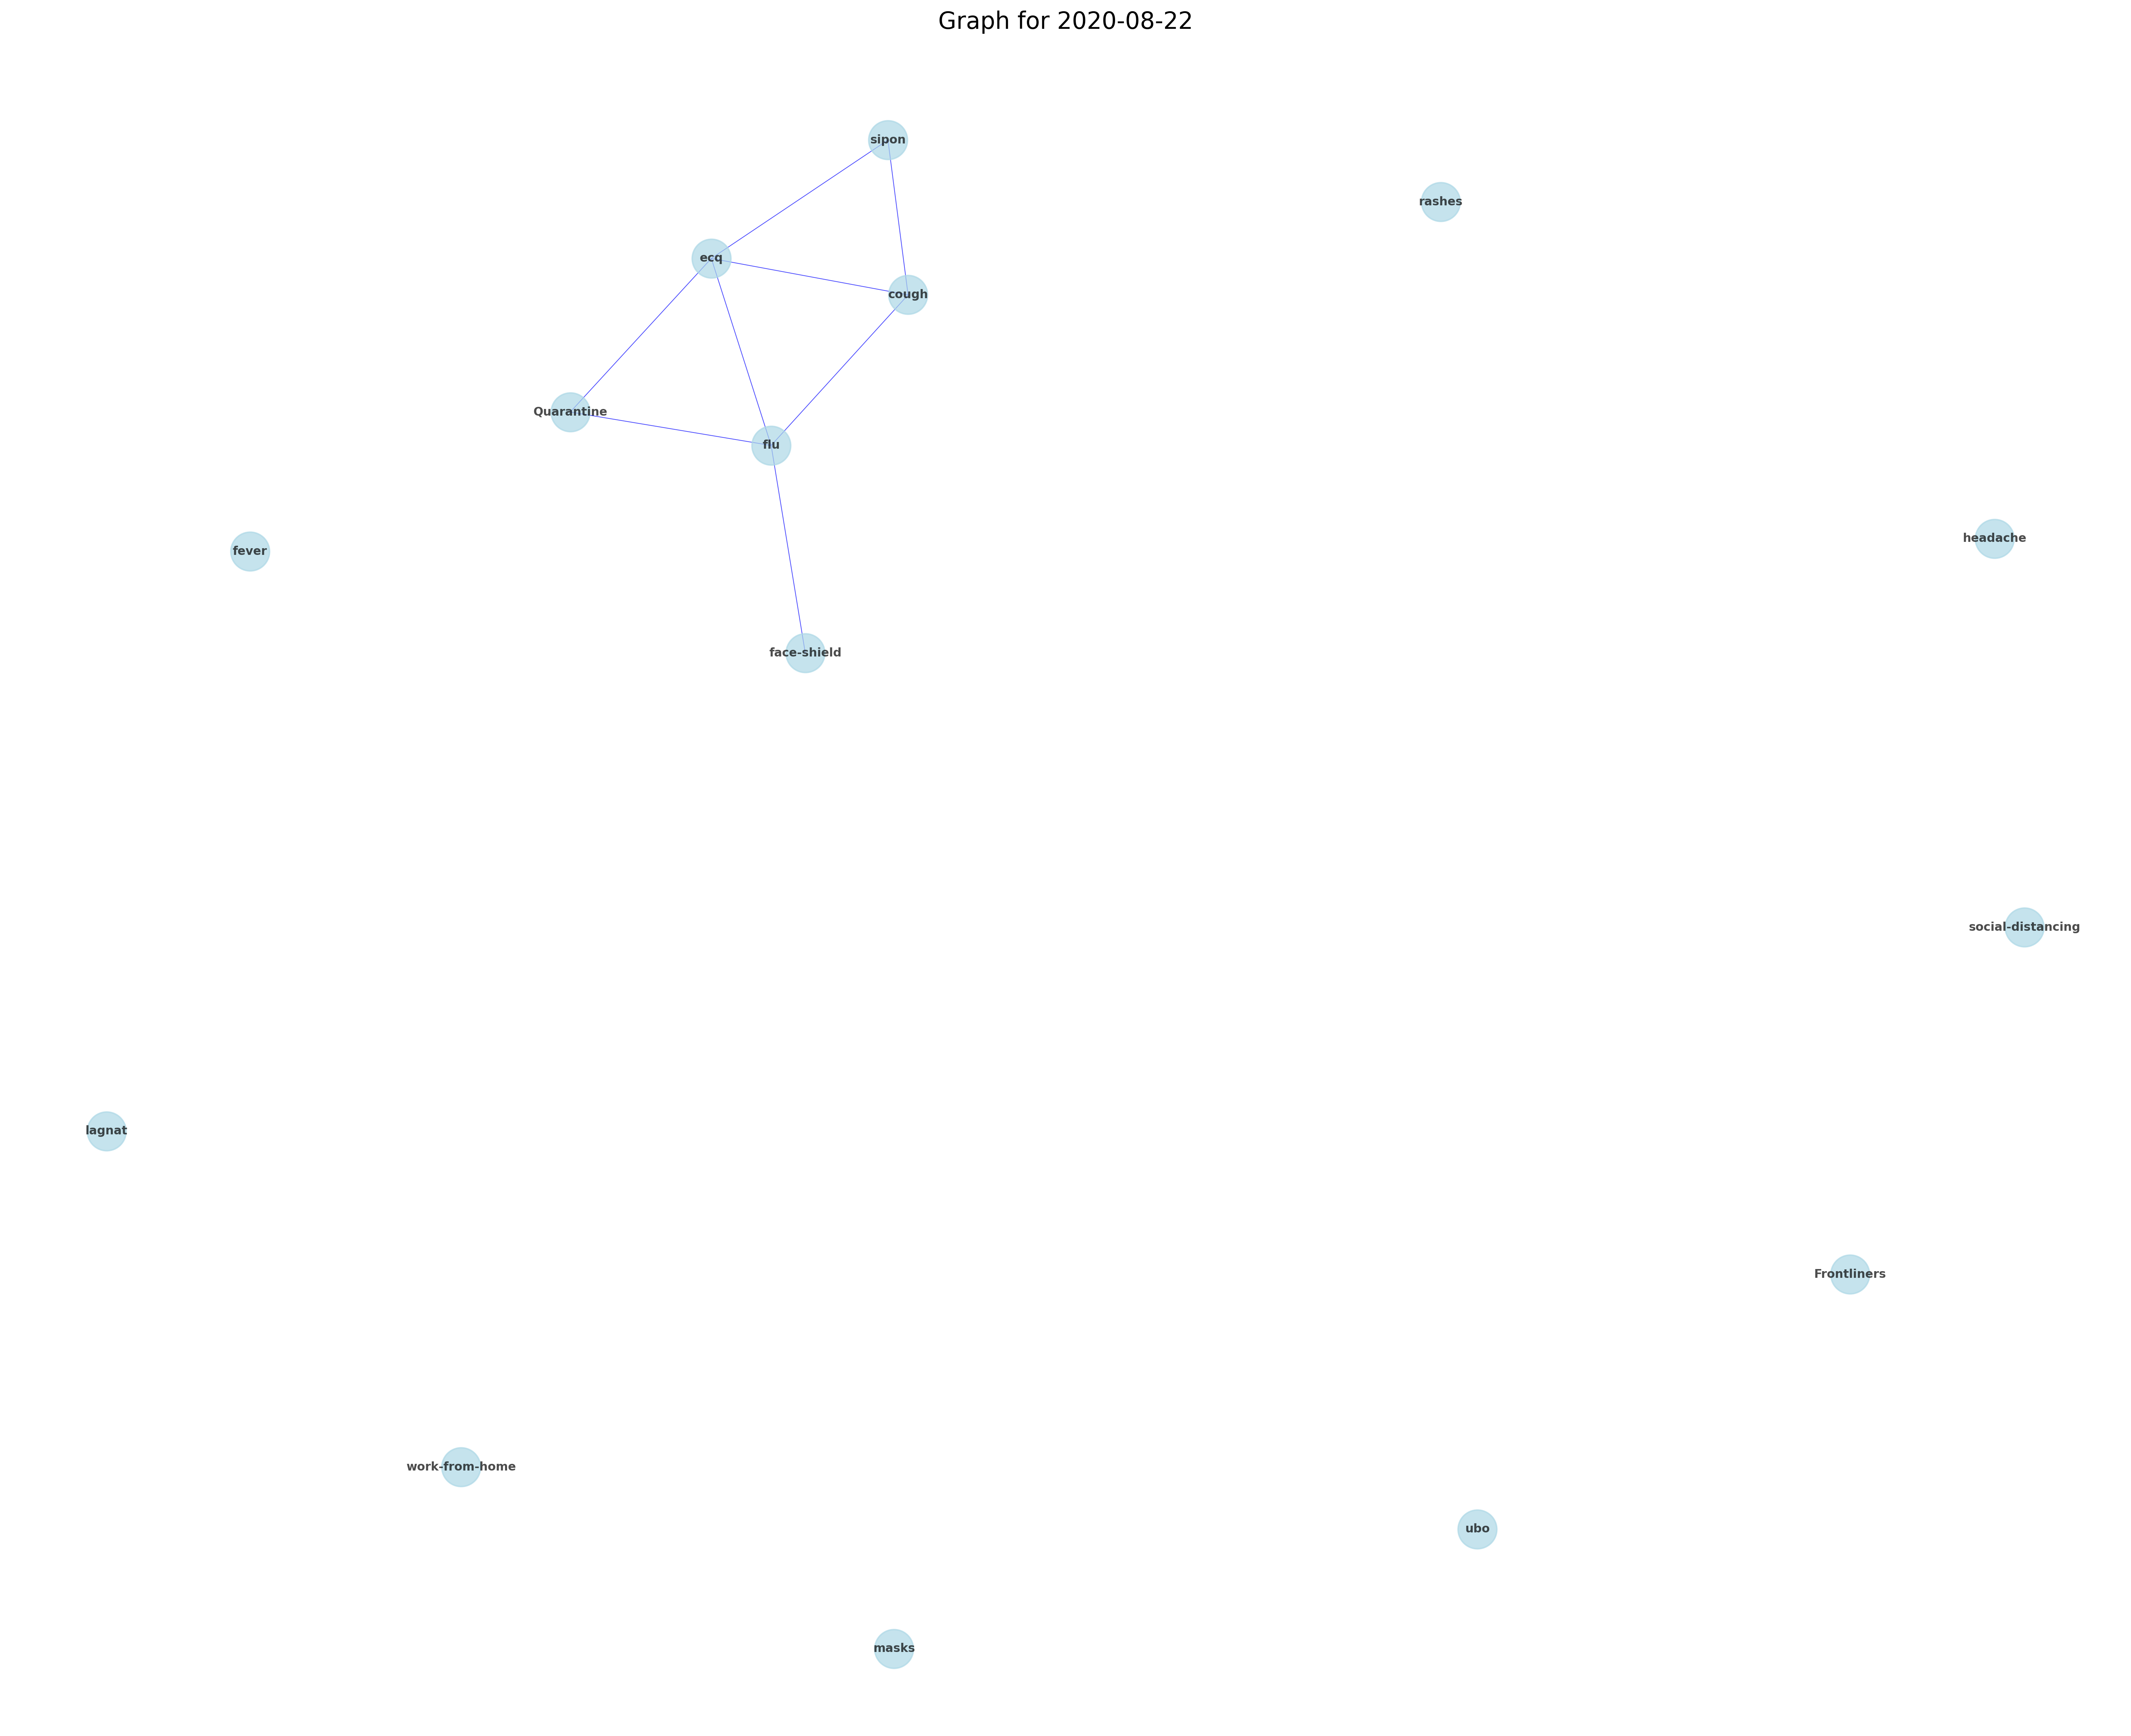 Graph for 2020-08-22
sipon
rashes
ecq
cough
Quarantine
flu
headache
fever
face-shield
social-distancing
lagnat
Frontliners
work-from-home
ubo
masks